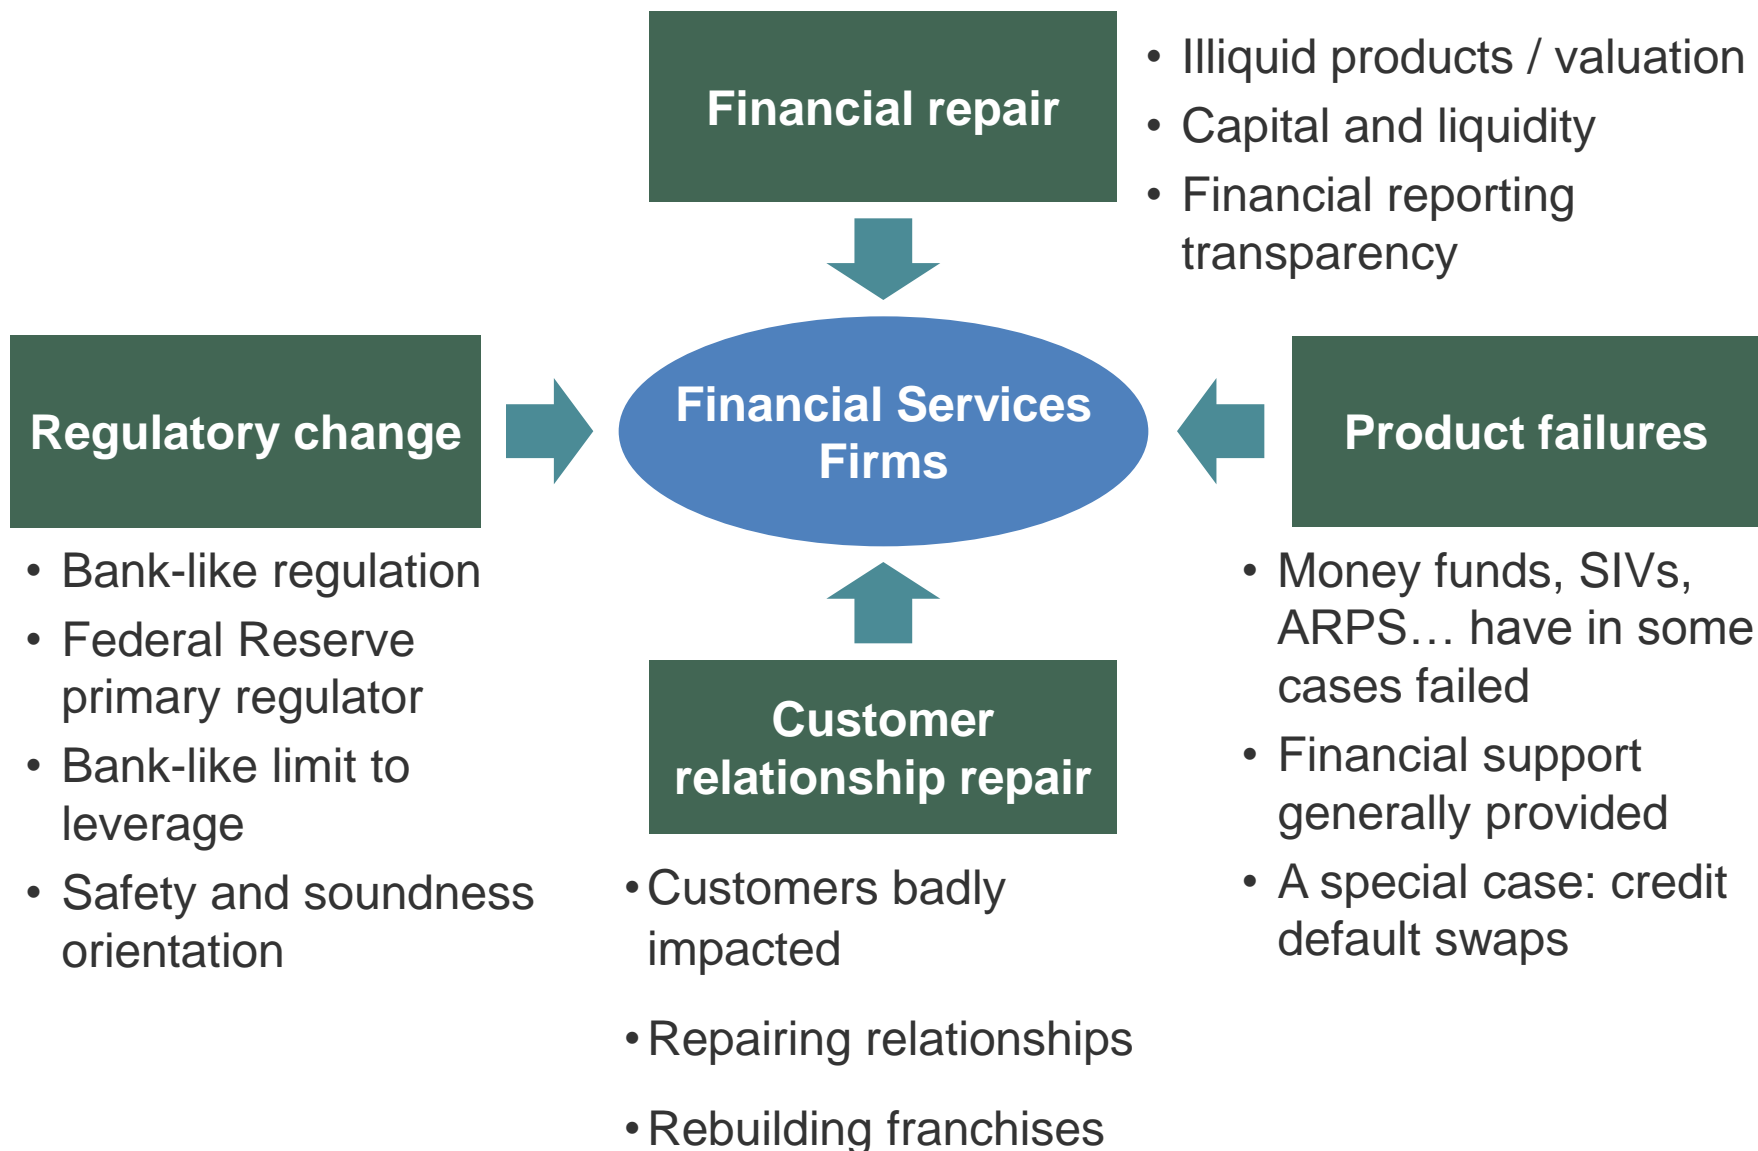 Financial repair
• Illiquid products / valuation
• Capital and liquidity
• Financial reporting
transparency
Regulatory change
Financial Services
Firms
Product failures
• Bank-like regulation
• Federal Reserve
primary regulator
• Bank-like limit to
leverage
• Safety and soundness
orientation
Customer
relationship repair
• Customers badly
impacted
• Repairing relationships
• Rebuilding franchises
• Money funds, SIVs,
ARPS… have in some
cases failed
• Financial support
generally provided
• A special case: credit
default swaps